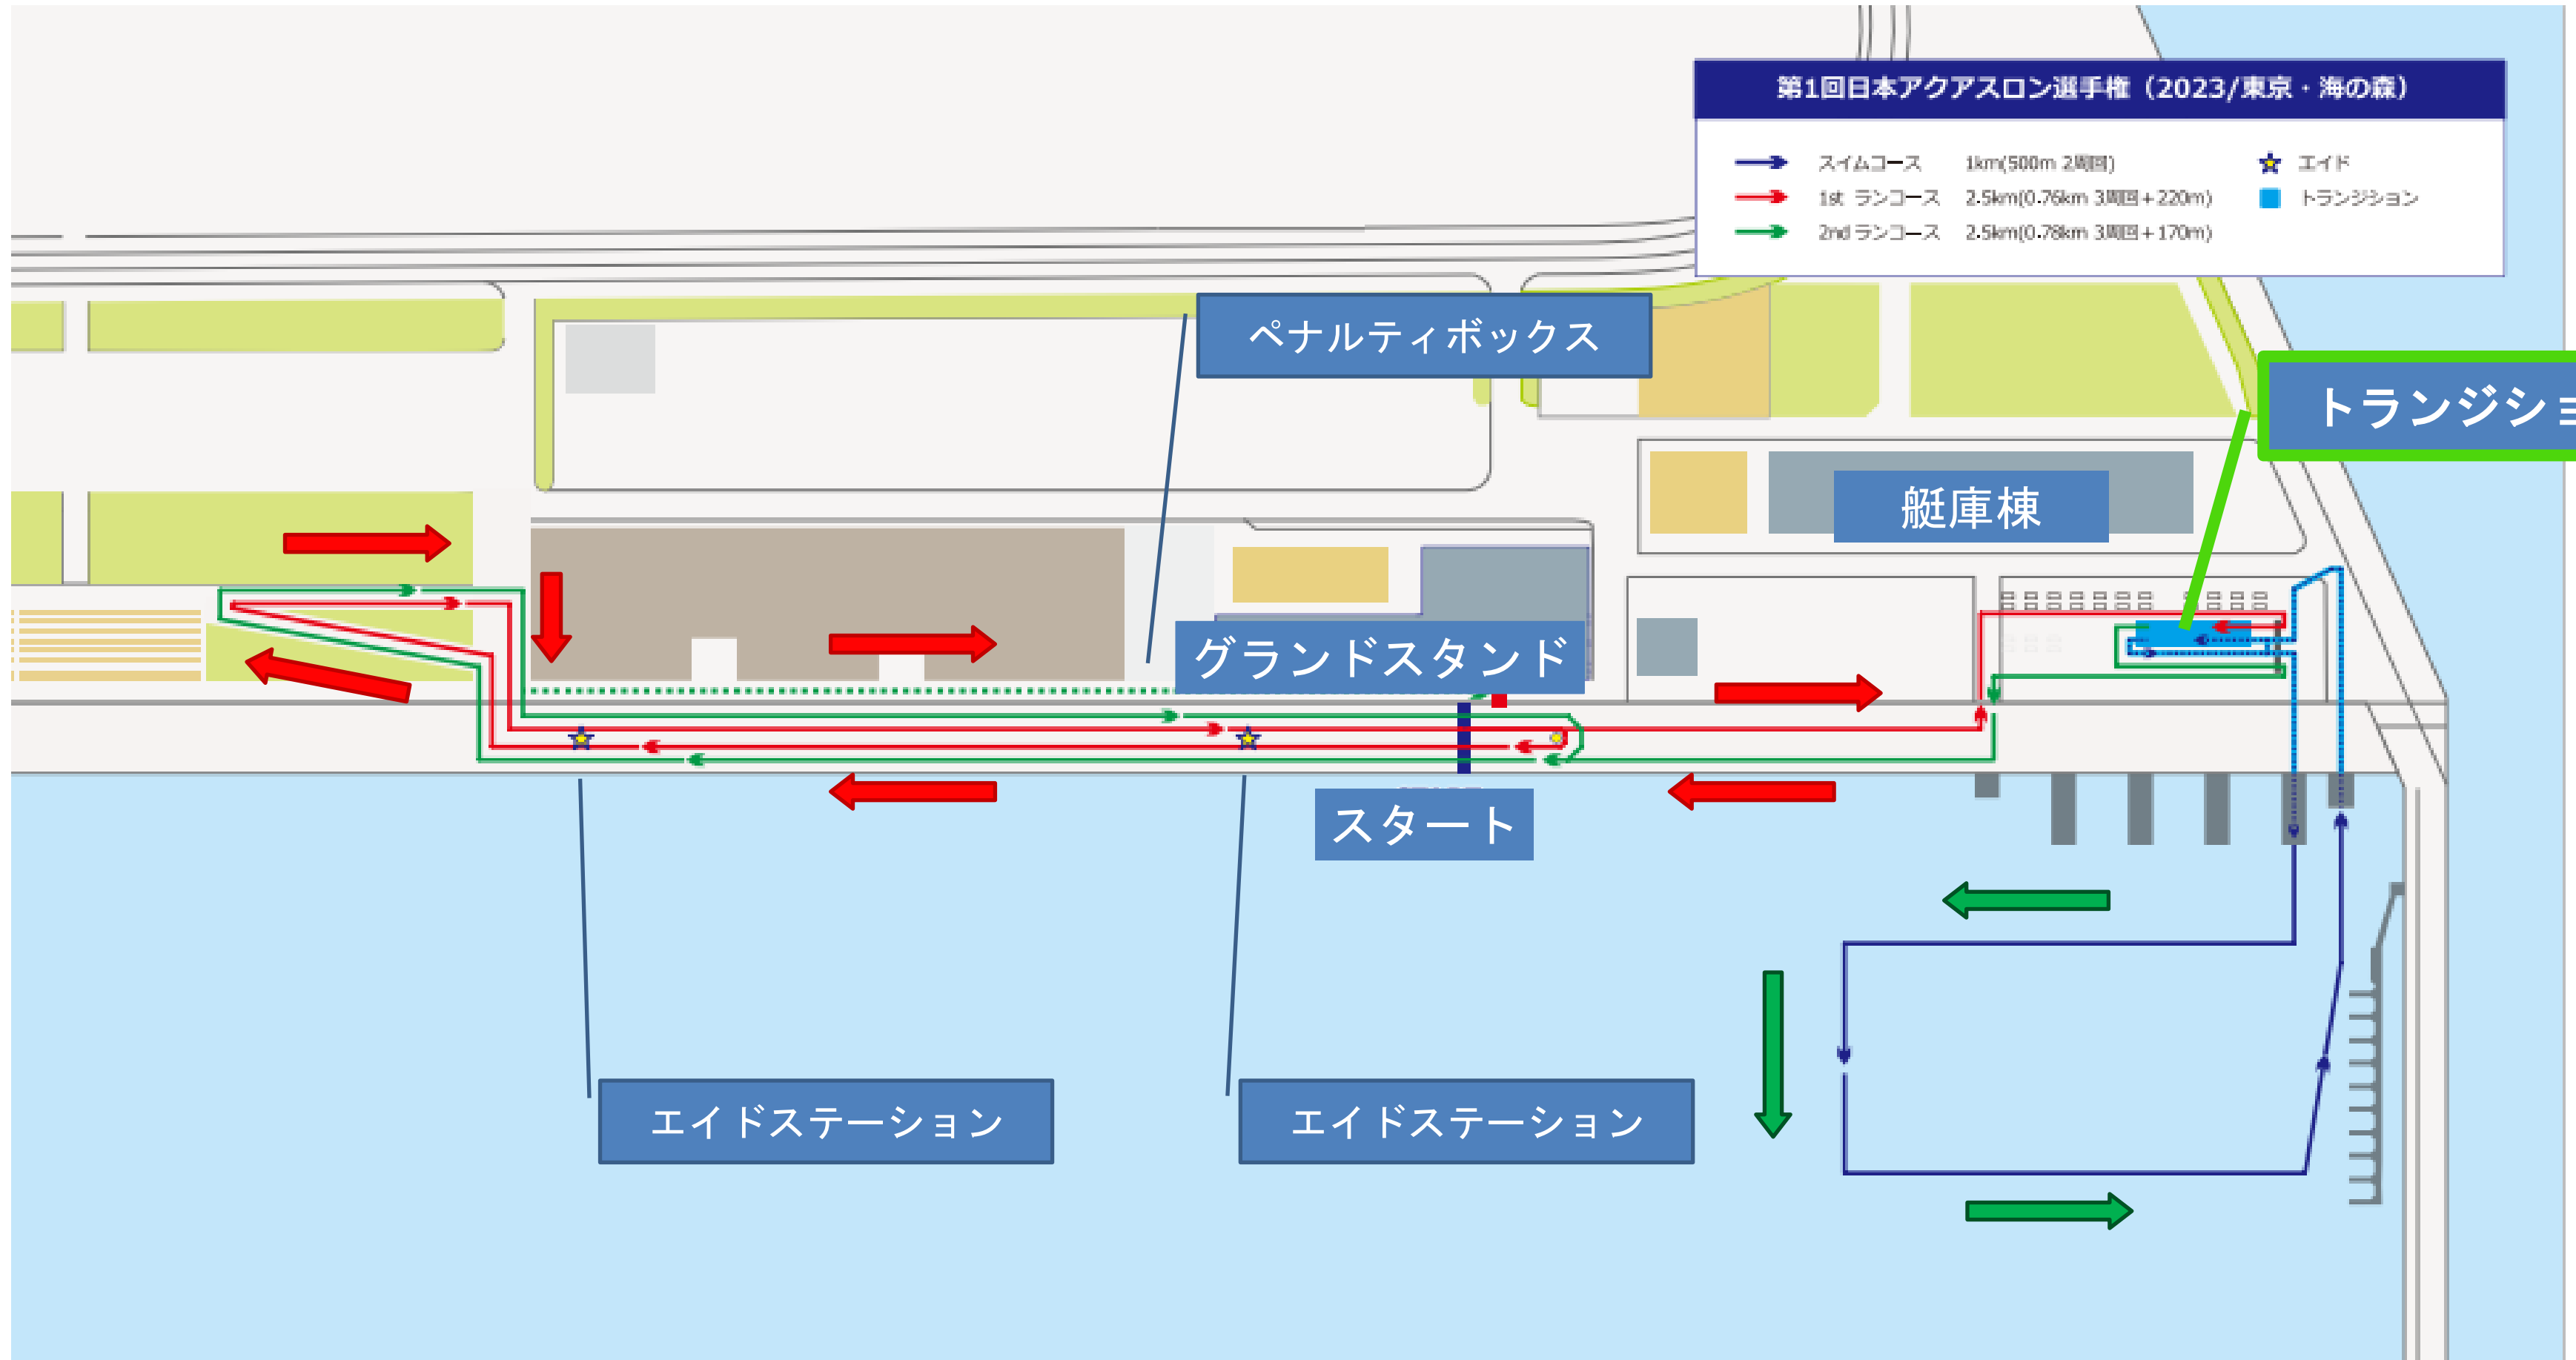 第1回日本アクアスロン選手権（2023/東京・海の森）
スイムコース 1km(500m 2周回) エイド
1st ランコース 2.5km(0.76km 3周回+220m) トランジション
2nd ランコース 2.5km(0.78km 3周回+170m)
ペナルティボックス
トランジショ
艇庫棟
グランドスタンド
スタート
エイドステーション
エイドステーション